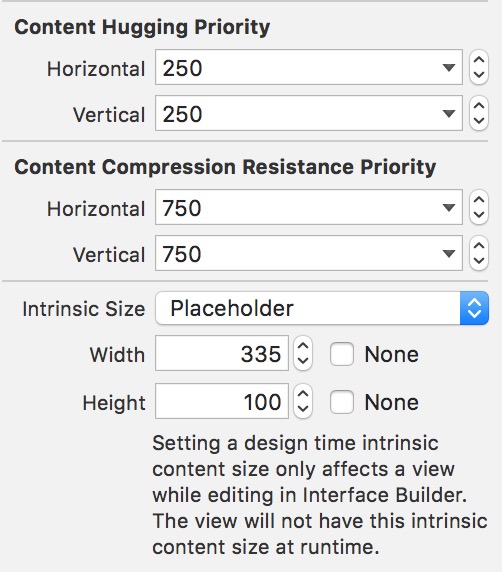 Content Hugging Priority
Horizontal 250
Vertical 250
Content Compression Resistance Priority
Horizontal 750
Vertical 750
Intrinsic Size Placeholder
Width 335 None
Height 100 None
Setting a design time intrinsic
content size only affects a view
while editing in Interface Builder.
The view will not have this intrinsic
content size at runtime.